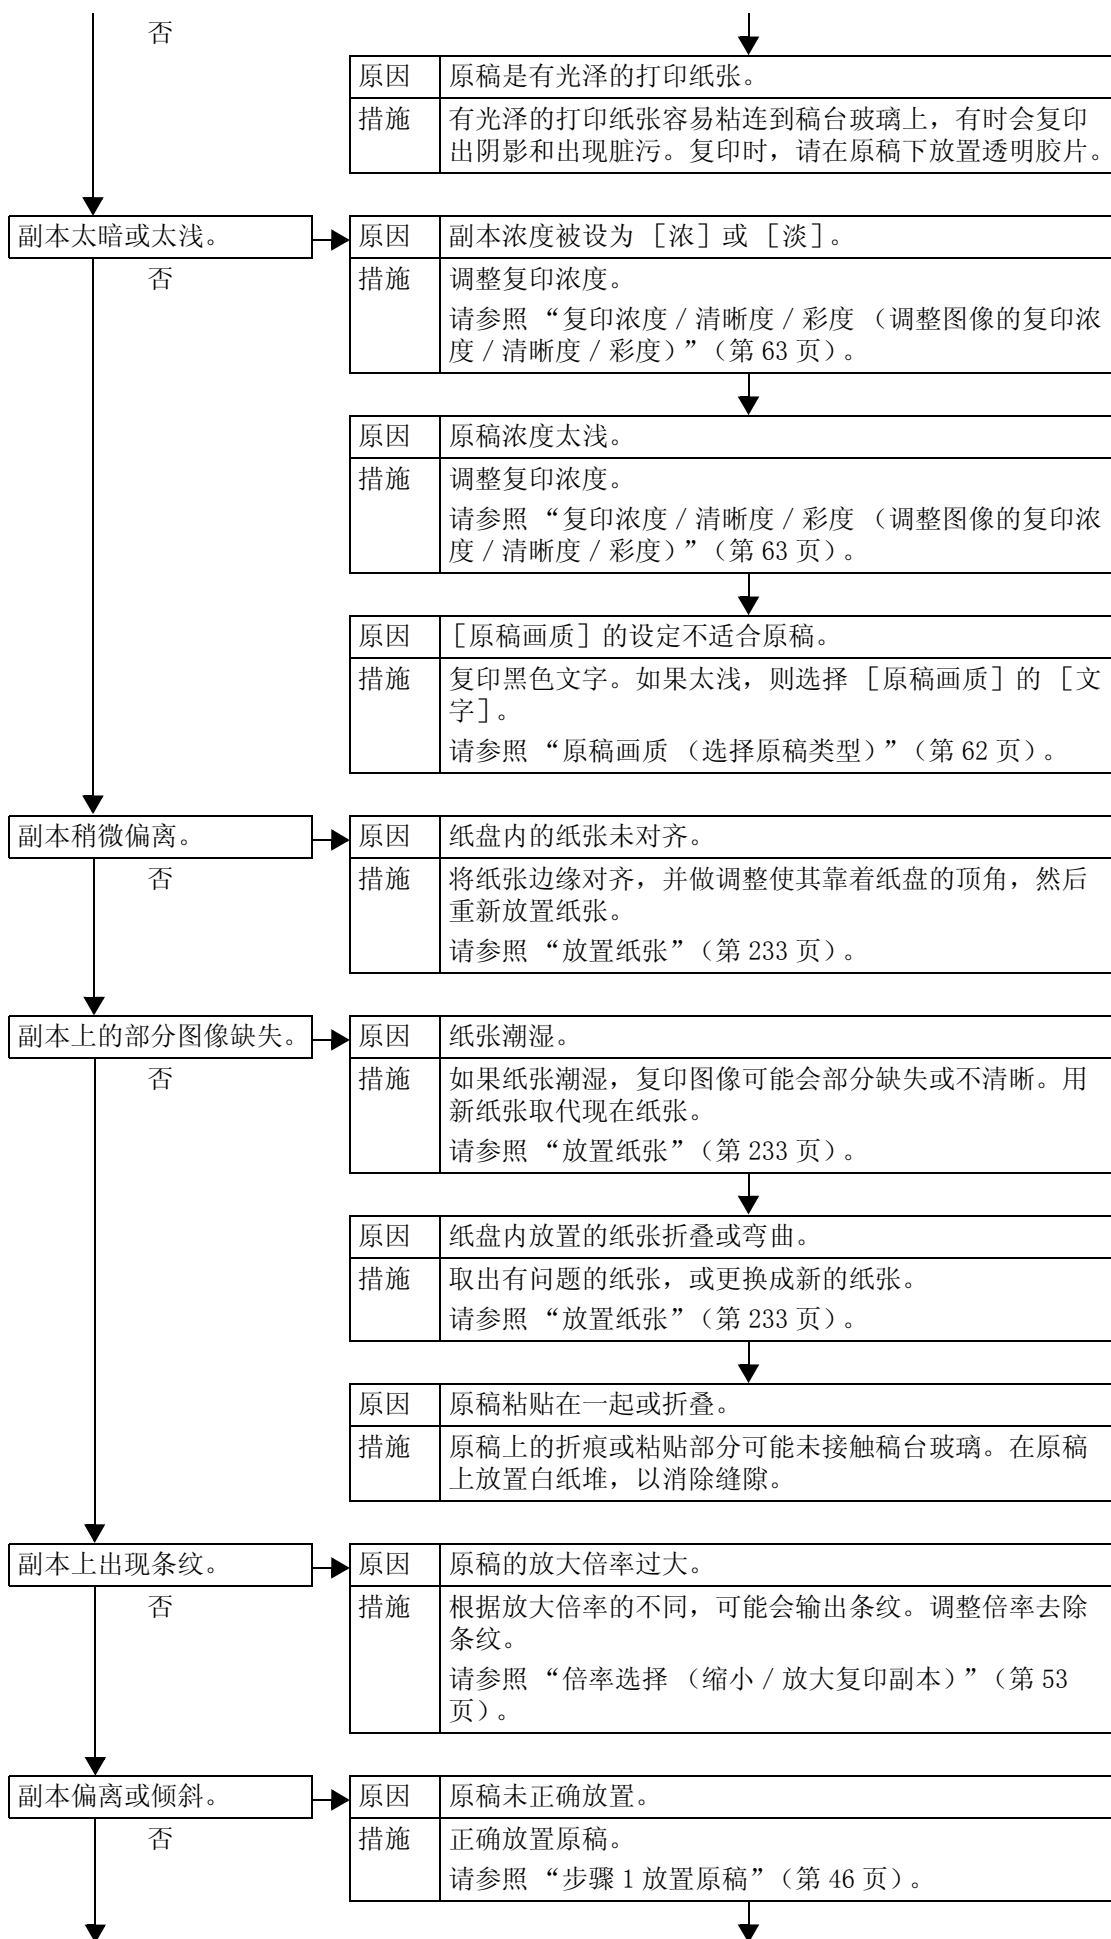 否
原因 原稿是有光泽的打印纸张。
措施 有光泽的打印纸张容易粘连到稿台玻璃上，有时会复印
出阴影和出现脏污。复印时，请在原稿下放置透明胶片。
副本太暗或太浅。 原因 副本浓度被设为 ［浓］或 ［淡］。
否 措施 调整复印浓度。
请参照 “复印浓度 / 清晰度 / 彩度 （调整图像的复印浓
度 / 清晰度 / 彩度）”（第 63 页）。
原因 原稿浓度太浅。
措施 调整复印浓度。
请参照 “复印浓度 / 清晰度 / 彩度 （调整图像的复印浓
度 / 清晰度 / 彩度）”（第 63 页）。
原因 ［原稿画质］的设定不适合原稿。
措施 复印黑色文字。如果太浅，则选择 ［原稿画质］的 ［文
字］。
请参照 “原稿画质 （选择原稿类型）”（第 62 页）。
副本稍微偏离。 原因 纸盘内的纸张未对齐。
否 措施 将纸张边缘对齐，并做调整使其靠着纸盘的顶角，然后
重新放置纸张。
请参照 “放置纸张”（第 233 页）。
副本上的部分图像缺失。 原因 纸张潮湿。
否 措施 如果纸张潮湿，复印图像可能会部分缺失或不清晰。用
新纸张取代现在纸张。
请参照 “放置纸张”（第 233 页）。
原因 纸盘内放置的纸张折叠或弯曲。
措施 取出有问题的纸张，或更换成新的纸张。
请参照 “放置纸张”（第 233 页）。
原因 原稿粘贴在一起或折叠。
措施 原稿上的折痕或粘贴部分可能未接触稿台玻璃。在原稿
上放置白纸堆，以消除缝隙。
副本上出现条纹。 原因 原稿的放大倍率过大。
否 措施 根据放大倍率的不同，可能会输出条纹。调整倍率去除
条纹。
请参照 “倍率选择 （缩小 / 放大复印副本）”（第 53
页）。
副本偏离或倾斜。 原因 原稿未正确放置。
否 措施 正确放置原稿。
请参照 “步骤 1 放置原稿”（第 46 页）。